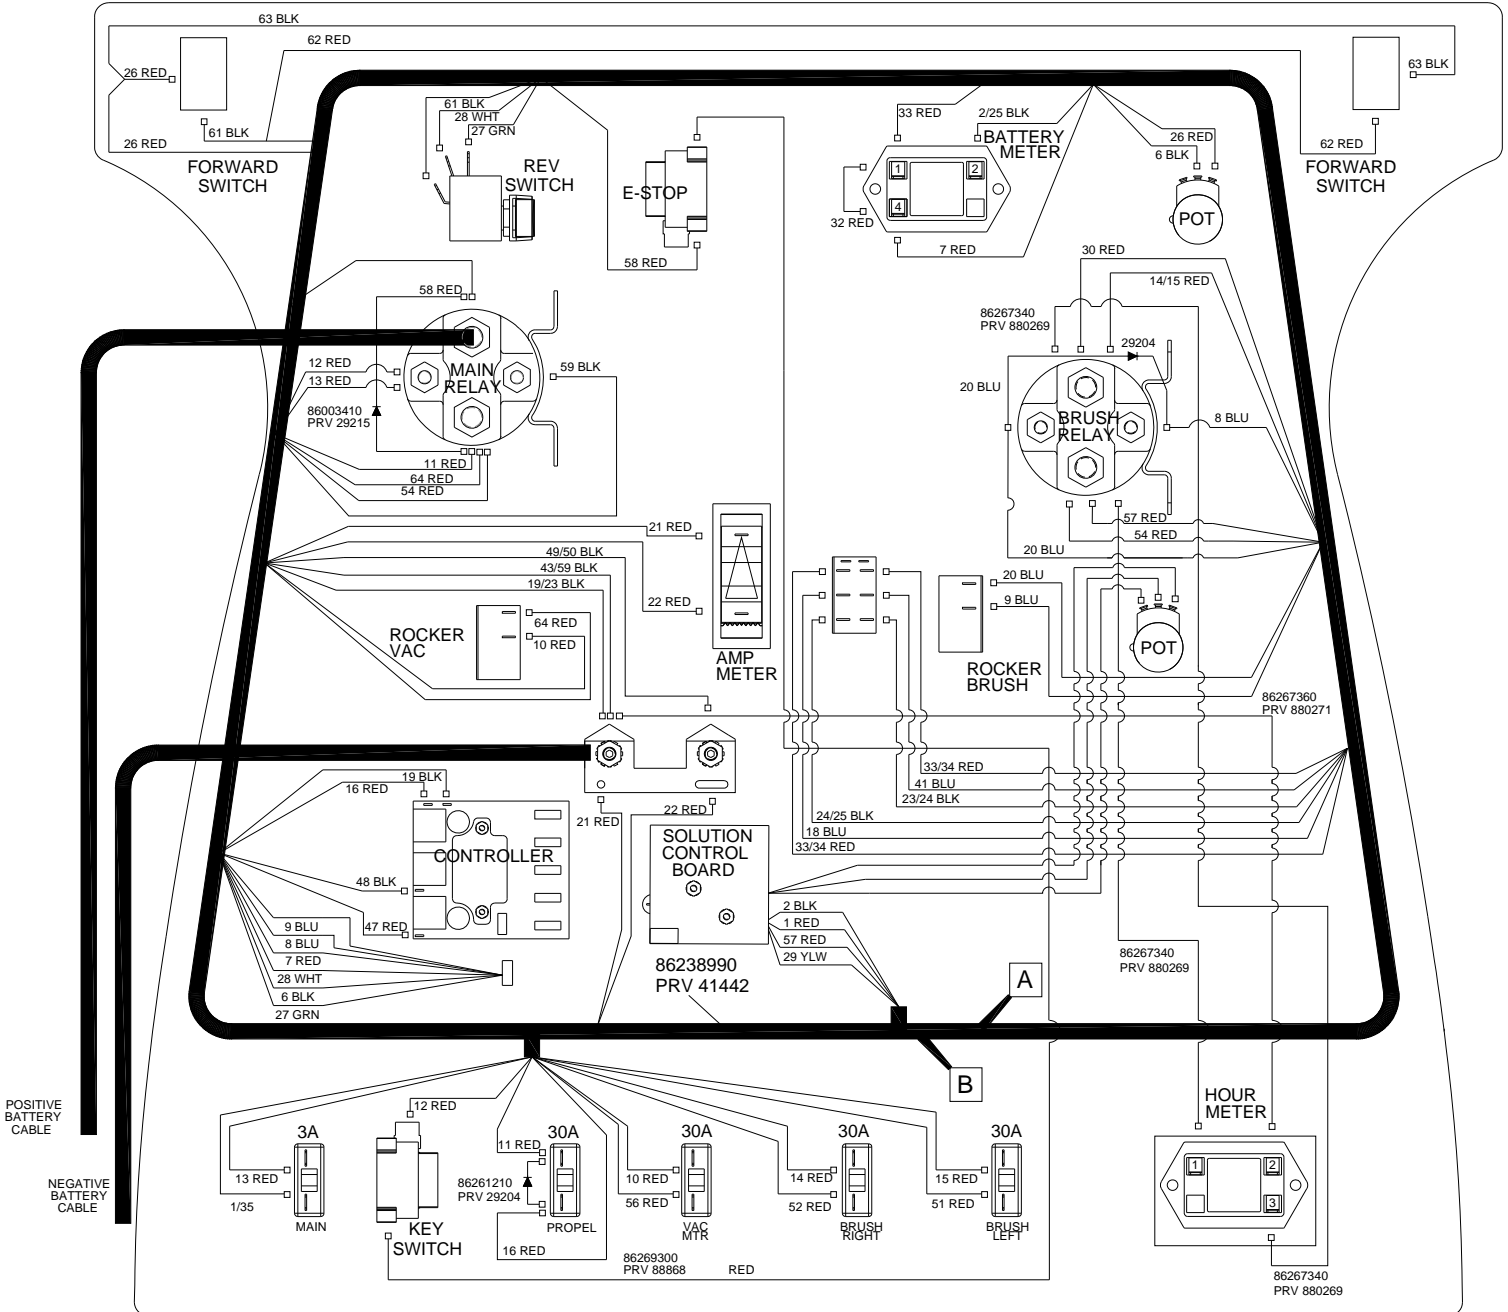 63 BLK
62 RED
26 RED
61 BLK
26 RED
FORWARD
SWITCH
61 BLK
28 WHT
27 GRN
REV
SWITCH
E-STOP
58 RED
33 RED
2/25 BLK
BATTERY
METER
1
2
4
32 RED
7 RED
26 RED
6 BLK
POT
63 BLK
62 RED
FORWARD
SWITCH
58 RED
12 RED
13 RED
86003410
PRV 29215
MAIN
RELAY
59 BLK
11 RED
64 RED
54 RED
30 RED
14/15 RED
86267340
PRV 880269
29204
20 BLU
BRUSH
RELAY
8 BLU
57 RED
54 RED
20 BLU
21 RED
49/50 BLK
43/59 BLK
19/23 BLK
22 RED
64 RED
10 RED
ROCKER
VAC
AMP
METER
20 BLU
9 BLU
ROCKER
BRUSH
POT
86267360
PRV 880271
33/34 RED
41 BLU
23/24 BLK
24/25 BLK
18 BLU
33/34 RED
19 BLK
16 RED
21 RED
22 RED
CONTROLLER
48 BLK
47 RED
9 BLU
8 BLU
7 RED
28 WHT
6 BLK
27 GRN
SOLUTION
CONTROL
BOARD
2 BLK
1 RED
57 RED
29 YLW
86238990
PRV 41442
86267340
PRV 880269
A
B
POSITIVE
BATTERY
CABLE
NEGATIVE
BATTERY
CABLE
3A
13 RED
1/35
MAIN
12 RED
KEY
SWITCH
11 RED
30A
86261210
PRV 29204
PROPEL
16 RED
30A
10 RED
56 RED
VAC
MTR
30A
14 RED
52 RED
BRUSH
RIGHT
30A
15 RED
51 RED
BRUSH
LEFT
86269300
PRV 88868
RED
HOUR
METER
1
2
3
86267340
PRV 880269